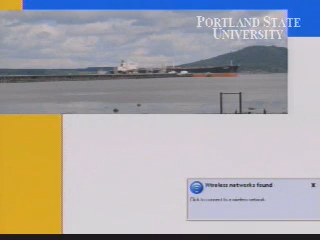 PORTLAND STATE
UNIVERSITY
Wireless networks found
Click to connect to a wireless network